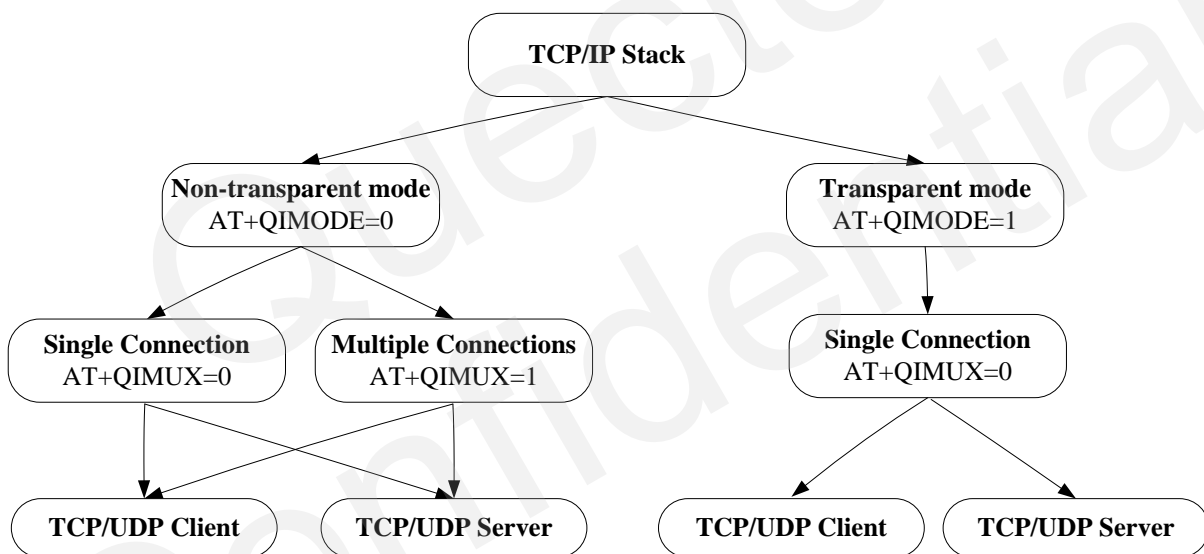 TCP/IP Stack
Non-transparent mode
AT+QIMODE=0
Transparent mode
AT+QIMODE=1
Single Connection
AT+QIMUX=0
Multiple Connections
AT+QIMUX=1
Single Connection
AT+QIMUX=0
TCP/UDP Client
TCP/UDP Server
TCP/UDP Client
TCP/UDP Server